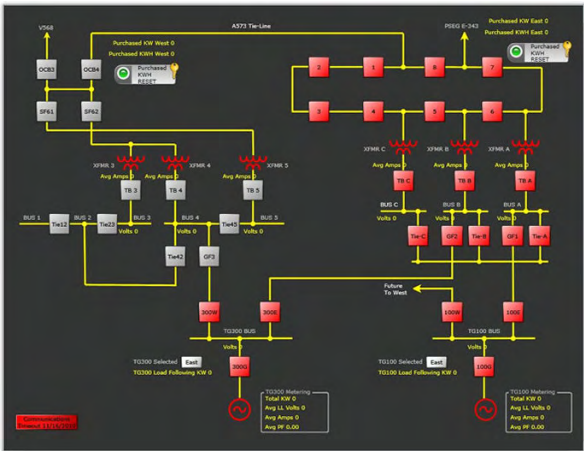 V568
A573 Tie-Line
PSEG E-343
Purchased KW East 0
Purchased KWH East 0
Purchased KW West 0
Purchased KWH West 0
Purchased
KWH
RESET
Purchased
KWH
RESET
OCB3
OCB4
2
1
8
7
SF61
SF62
3
4
5
6
XFMR C
XFMR B
XFMR A
XFMR 3
XFMR 4
XFMR 5
Avg Amps 0
Avg Amps 0
Avg Amps 0
Avg Amps 0
Avg Amps 0
Avg Amps 0
TB 3
TB 4
TB 5
TB C
TB B
TB A
BUS C
BUS B
BUS A
Volts 0
Volts 0
Volts 0
BUS 1
Tie12
BUS 2
Tie23
BUS 3
BUS 4
Tie45
BUS 5
Volts 0
Volts 0
Tie-C
GF2
Tie-B
GF1
Tie-A
Tie42
GF3
Future
To West
300W
300E
100W
100E
TG300 BUS
TG100 BUS
Volts 0
Volts 0
TG300 Selected
East
300G
TG100 Selected
East
100G
TG300 Load Following KW 0
TG100 Load Following KW 0
TG300 Metering
Total KW 0
Avg LL Volts 0
Avg Amps 0
Avg PF 0.00
TG100 Metering
Total KW 0
Avg LL Volts 0
Avg Amps 0
Avg PF 0.00
Communications
Timeout